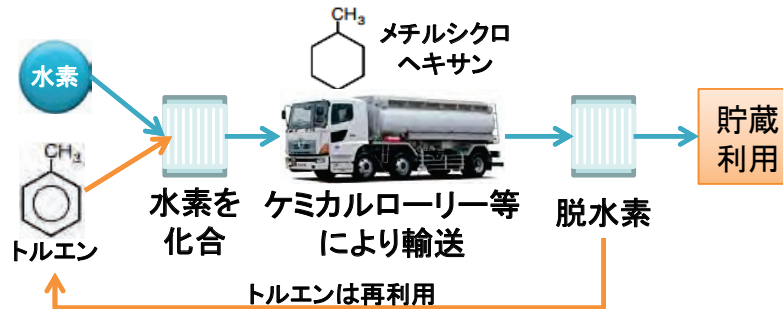 CH₃
メチルシクロ
ヘキサン
水素
CH₃
トルエン
水素を
化合
ケミカルローリー等
により輸送
脱水素
貯蔵
利用
トルエンは再利用